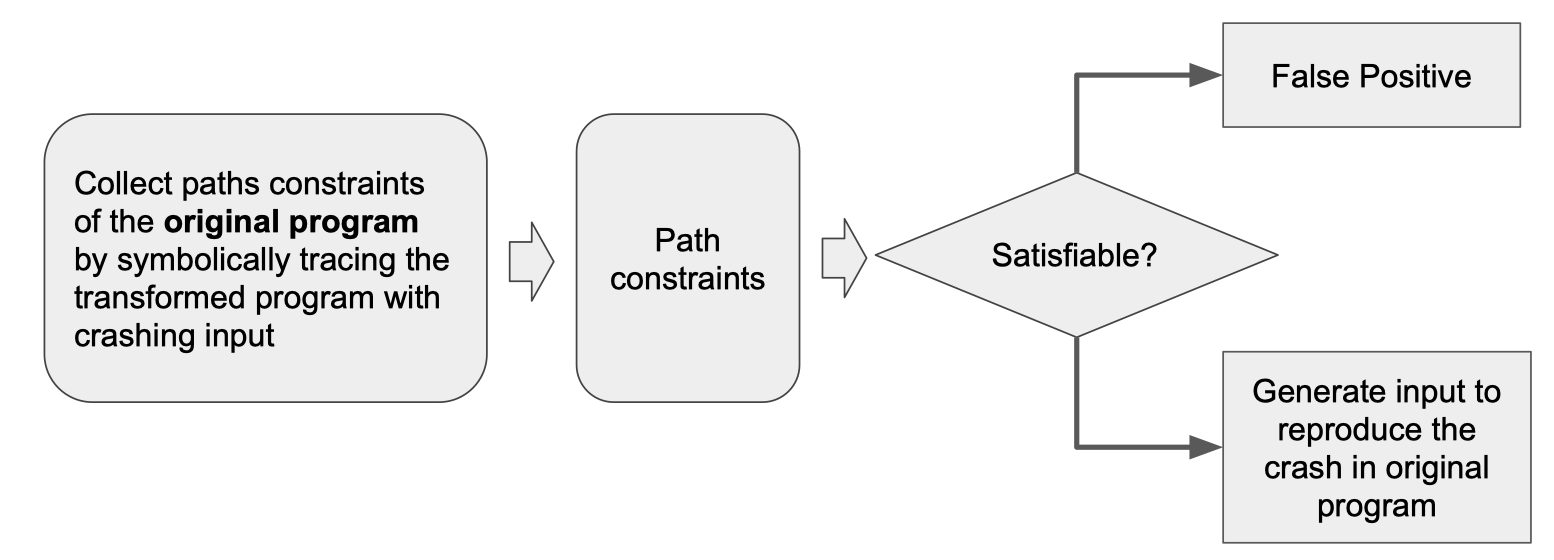 Collect paths constraints
of the original program
by symbolically tracing the
transformed program with
crashing input
Path
constraints
Satisfiable?
False Positive
Generate input to
reproduce the
crash in original
program